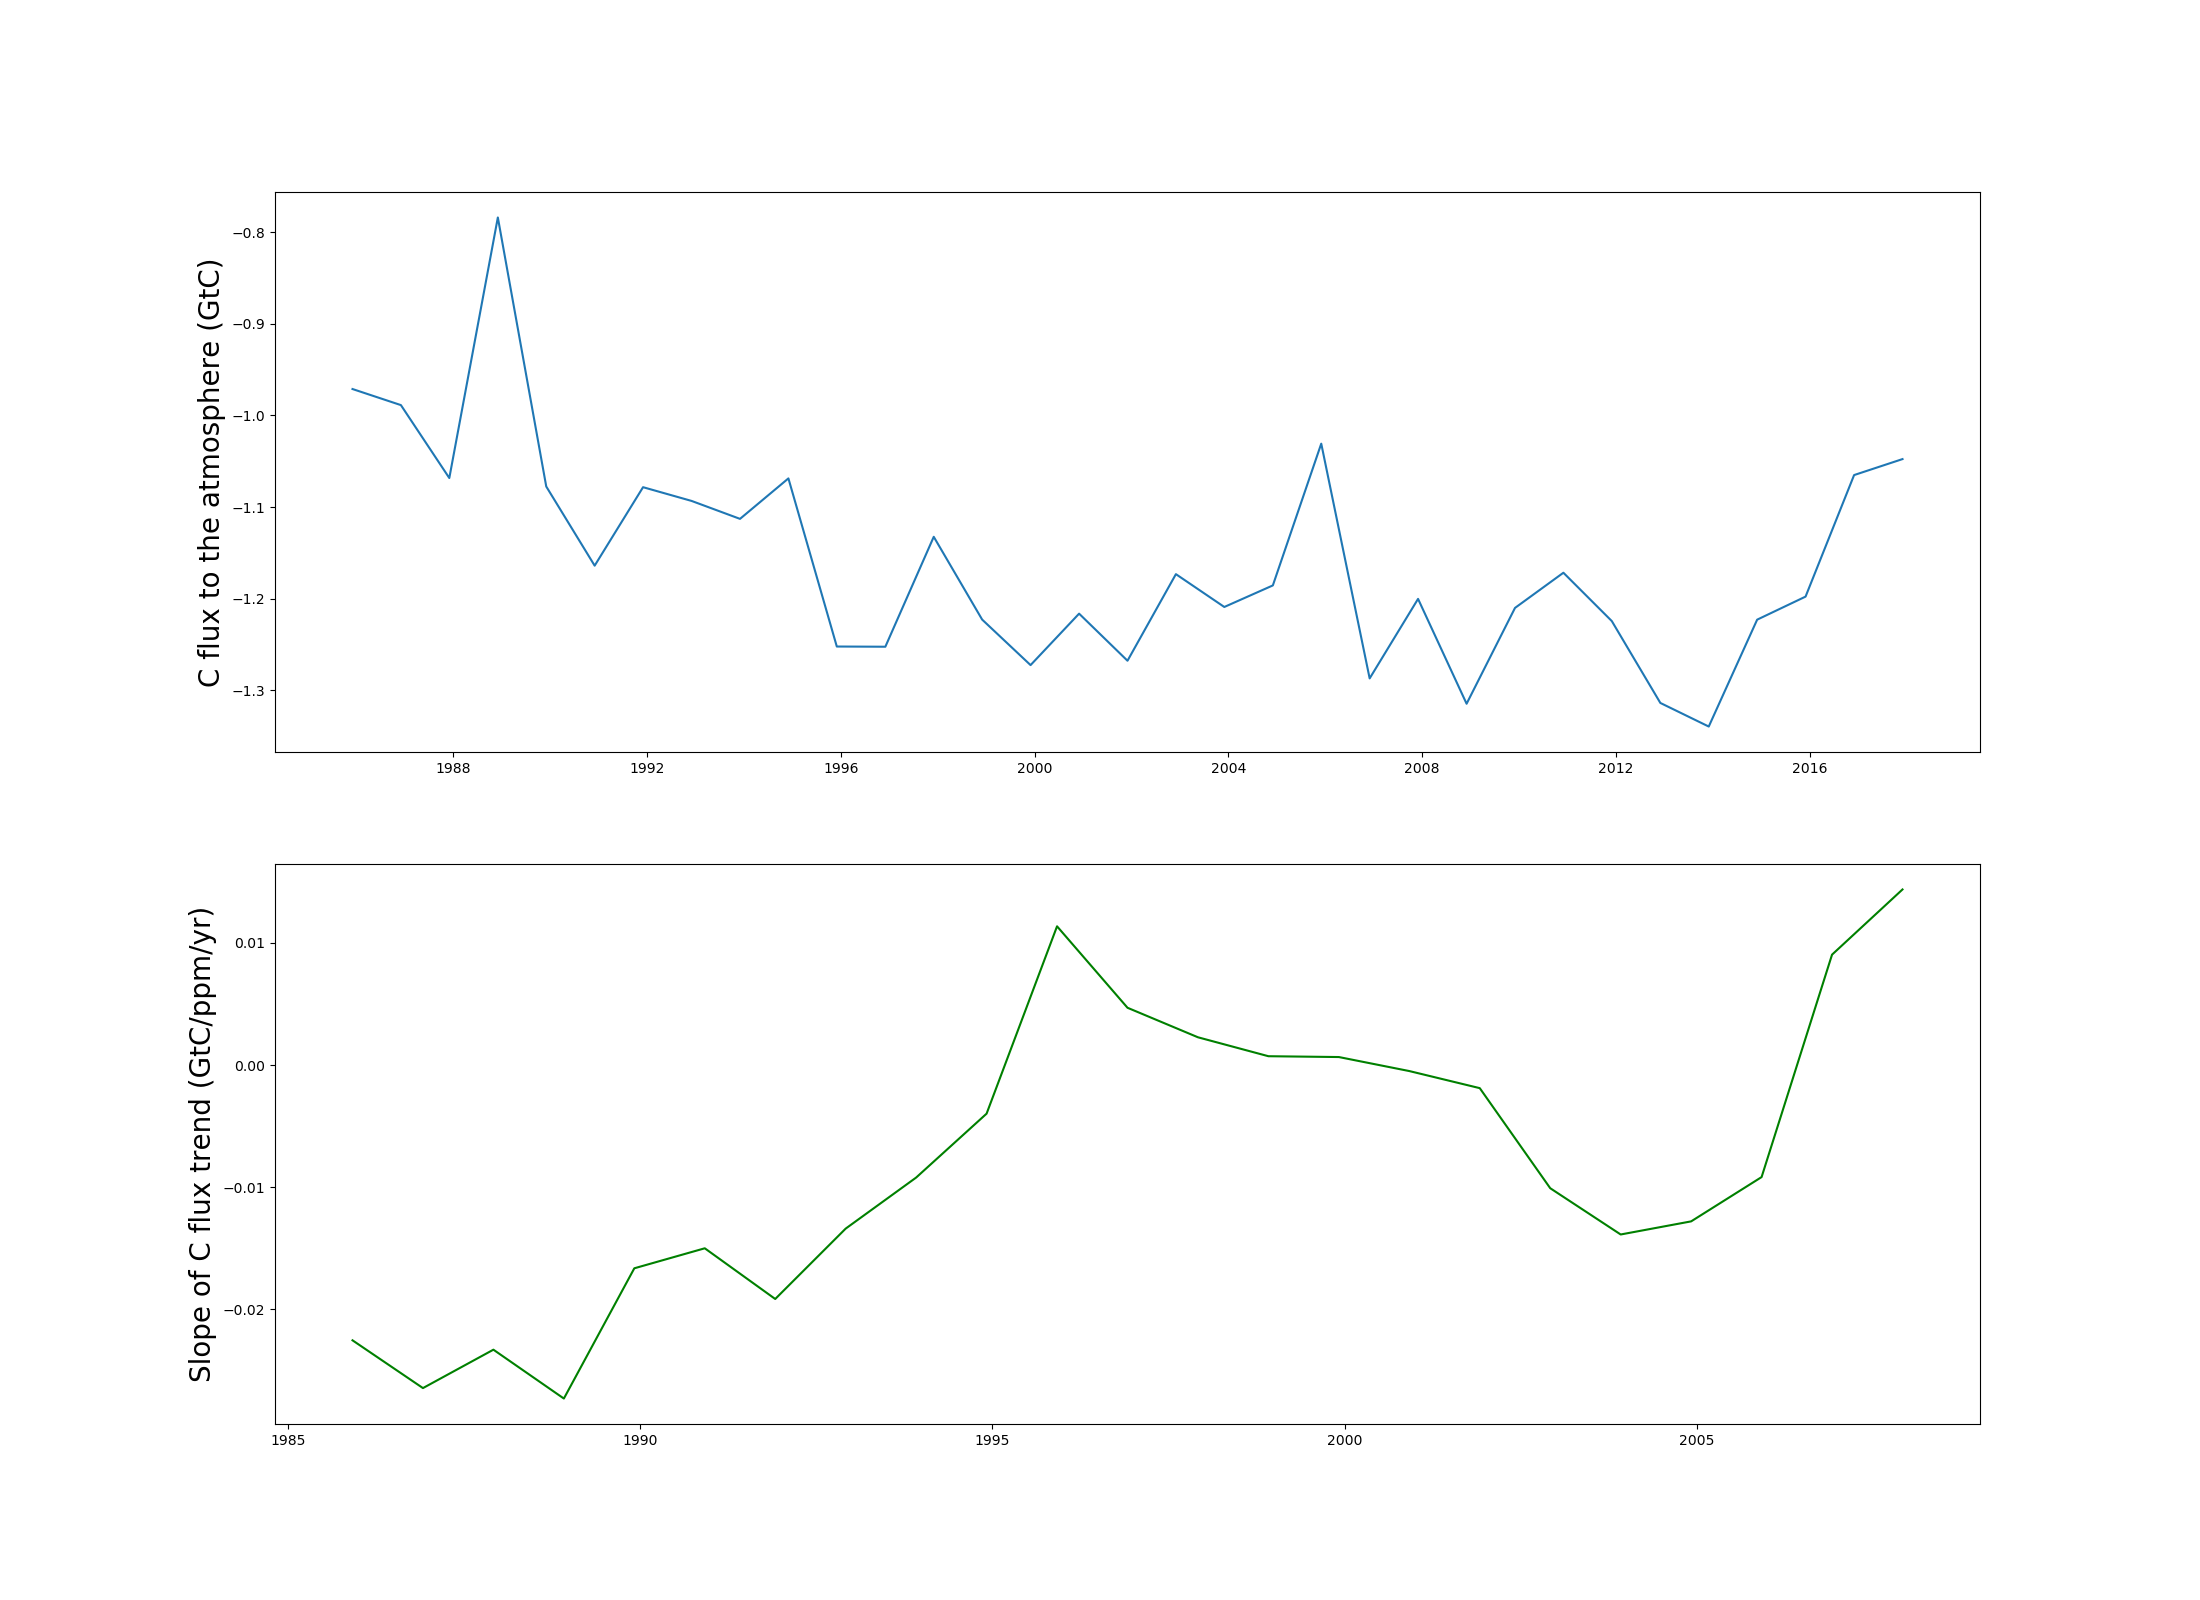 C flux to the atmosphere (GtC)
−0.8
−0.9
−1.0
−1.1
−1.2
−1.3
1988 1992 1996 2000 2004 2008 2012 2016
Slope of C flux trend (GtC/ppm/yr)
0.01
0.00
−0.01
−0.02
1985 1990 1995 2000 2005